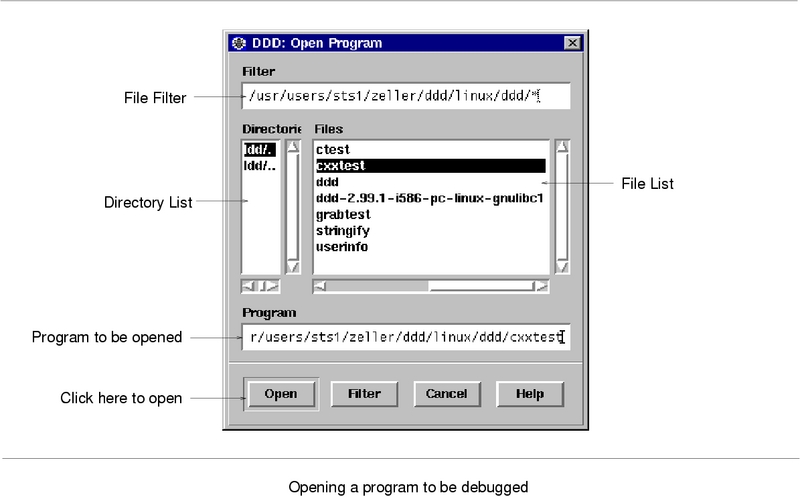 DDD: Open Program
Filter
File Filter
/usr/users/sts1/zeller/ddd/linux/ddd/*
Directorie
Files
ldd/.
ldd/..
ctest
cxxtest
ddd
ddd-2.99.1-i586-pc-linux-gnulibc1
grabtest
stringify
userinfo
File List
Directory List
Program
Program to be opened
r/users/sts1/zeller/ddd/linux/ddd/cxxtest
Click here to open
Open
Filter
Cancel
Help
Opening a program to be debugged